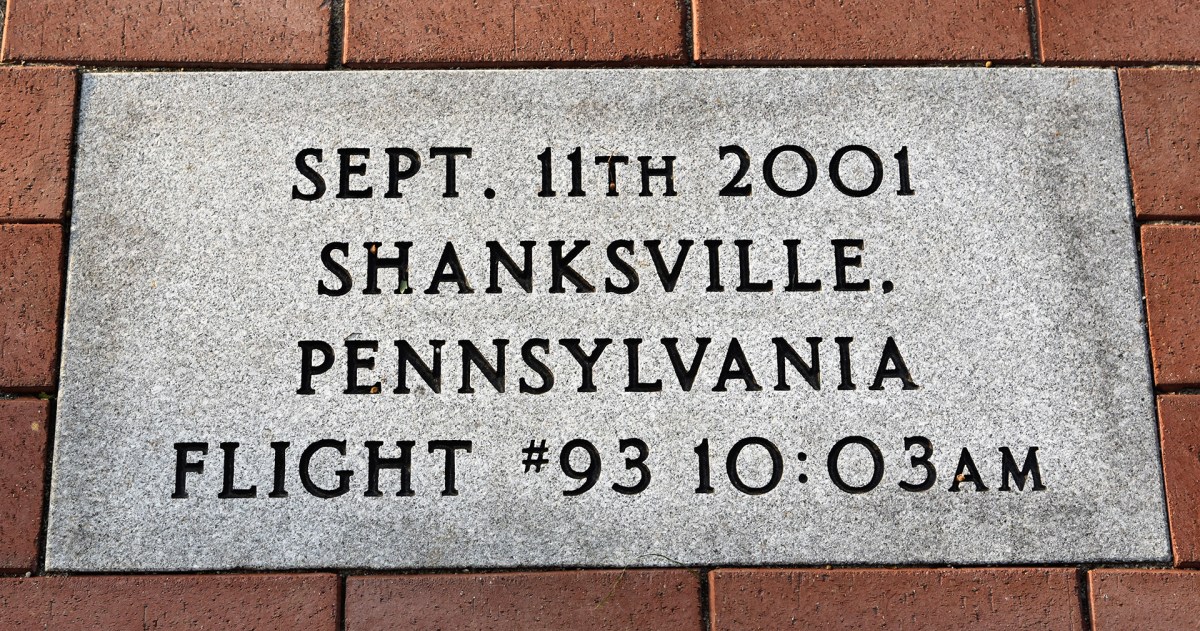 SEPT. 11TH 2001
SHANKSVILLE,
PENNSYLVANIA
FLIGHT #93 10:03AM